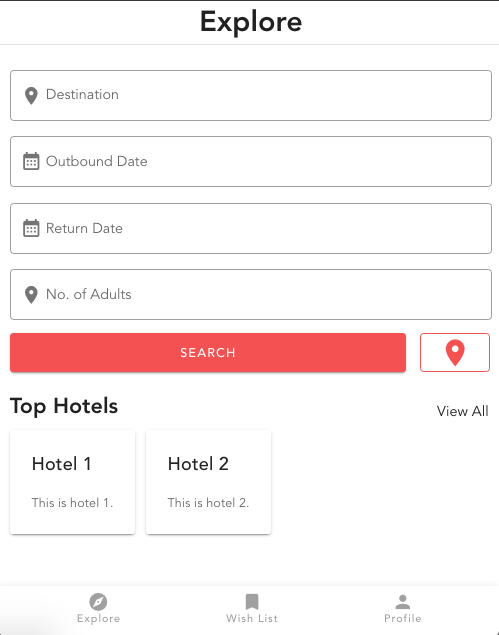 Explore
Destination
Outbound Date
Return Date
No. of Adults
SEARCH
Top Hotels
View All
Hotel 1
Hotel 2
This is hotel 1.
This is hotel 2.
Explore
Wish List
Profile